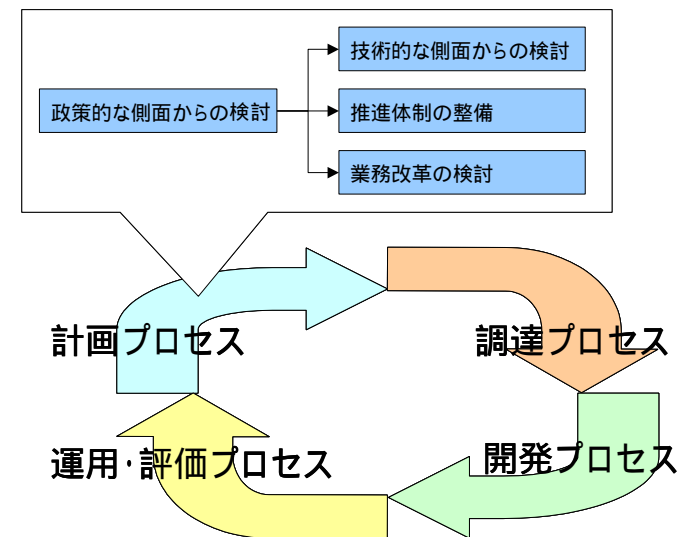 技術的な側面からの検討
政策的な側面からの検討
推進体制の整備
業務改革の検討
計画プロセス
調達プロセス
運用・評価プロセス
開発プロセス